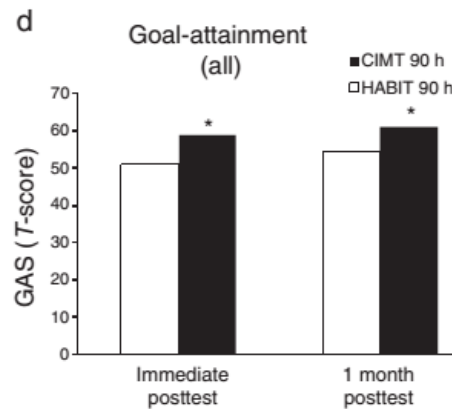 d
Goal-attainment
(all)
CIMT 90 h
HABIT 90 h
GAS (T-score)
70
60
50
40
30
20
10
0
*
*
Immediate
posttest
1 month
posttest